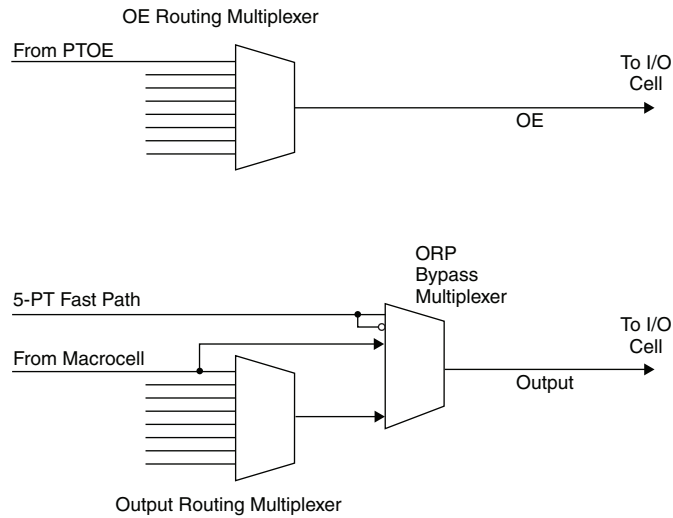 OE Routing Multiplexer
From PTOE
To I/O
Cell
OE
ORP
Bypass
Multiplexer
5-PT Fast Path
To I/O
Cell
From Macrocell
Output
Output Routing Multiplexer